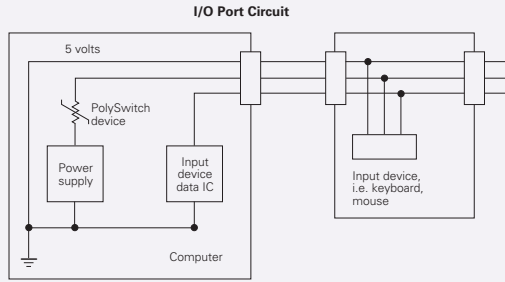 I/O Port Circuit
5 volts
PolySwitch
device
Power
supply
Input
device
data IC
Input device,
i.e. keyboard,
mouse
Computer